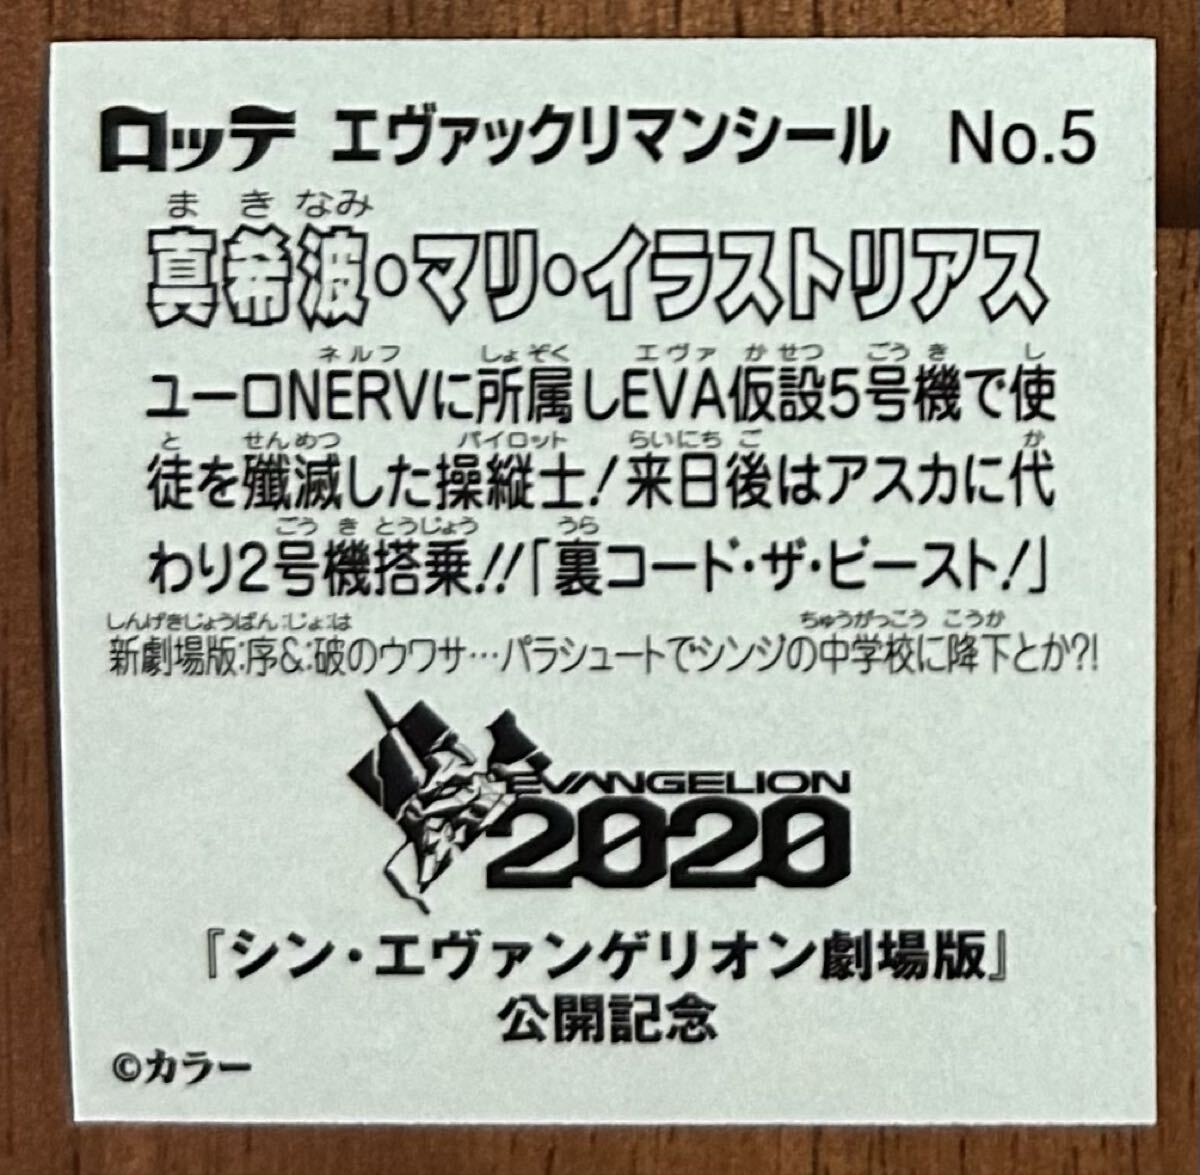 ロッテ エヴァックリマンシール No.5
まきなみ
真希波・マリ・イラストリアス
ネルフ しょぞく エヴァ かせつ ごうき し
ユーロNERVに所属しEVA仮設5号機で使
と せんめつ パイロット らいにちご か
徒を殲滅した操縦士!来日後はアスカに代
ごうき とうじょう うら
わり2号機搭乗!!「裏コード・ザ・ビースト!」
しんげきじょうばん:じょ:は ちゅうがっこう こうか
新劇場版:序&:破のウワサ…パラシュートでシンジの中学校に降下とか?!
EVANGELION
2020
『シン・エヴァンゲリオン劇場版』
公開記念
©カラー